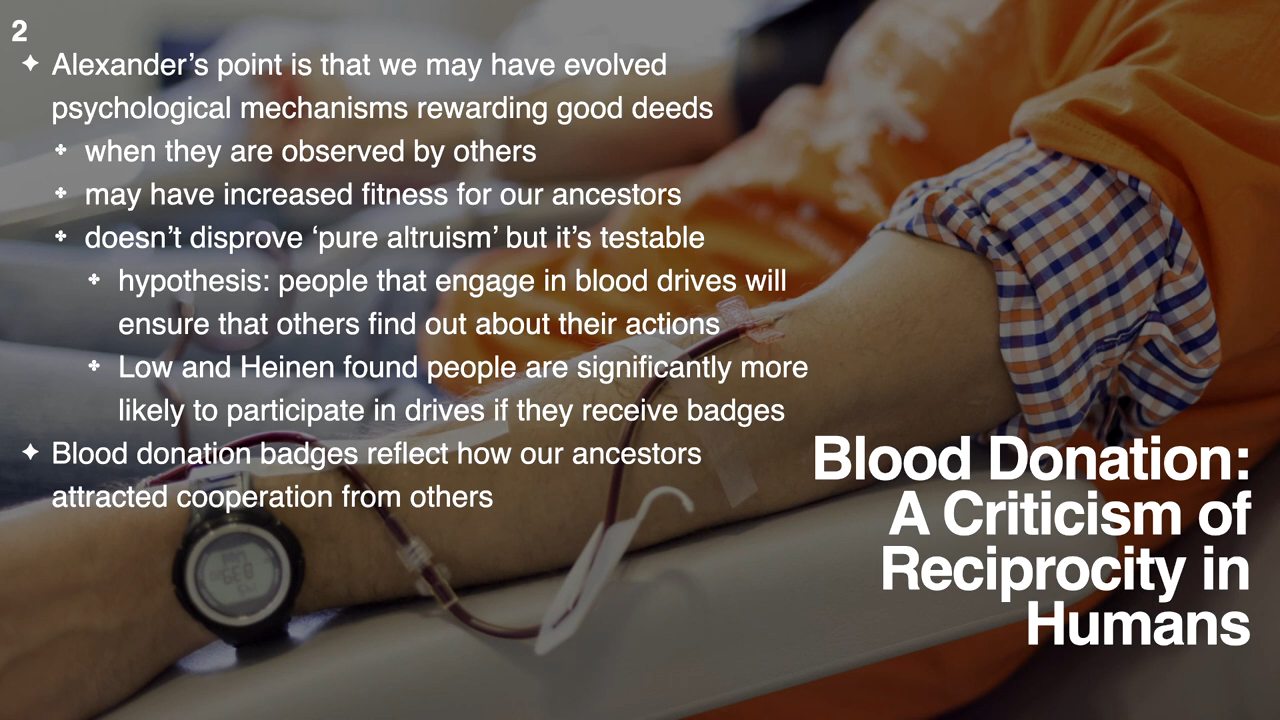 2
✦ Alexander’s point is that we may have evolved
psychological mechanisms rewarding good deeds
✤ when they are observed by others
✤ may have increased fitness for our ancestors
✤ doesn’t disprove ‘pure altruism’ but it’s testable
✤ hypothesis: people that engage in blood drives will
ensure that others find out about their actions
✤ Low and Heinen found people are significantly more
likely to participate in drives if they receive badges
✦ Blood donation badges reflect how our ancestors
attracted cooperation from others
Blood Donation:
A Criticism of
Reciprocity in
Humans